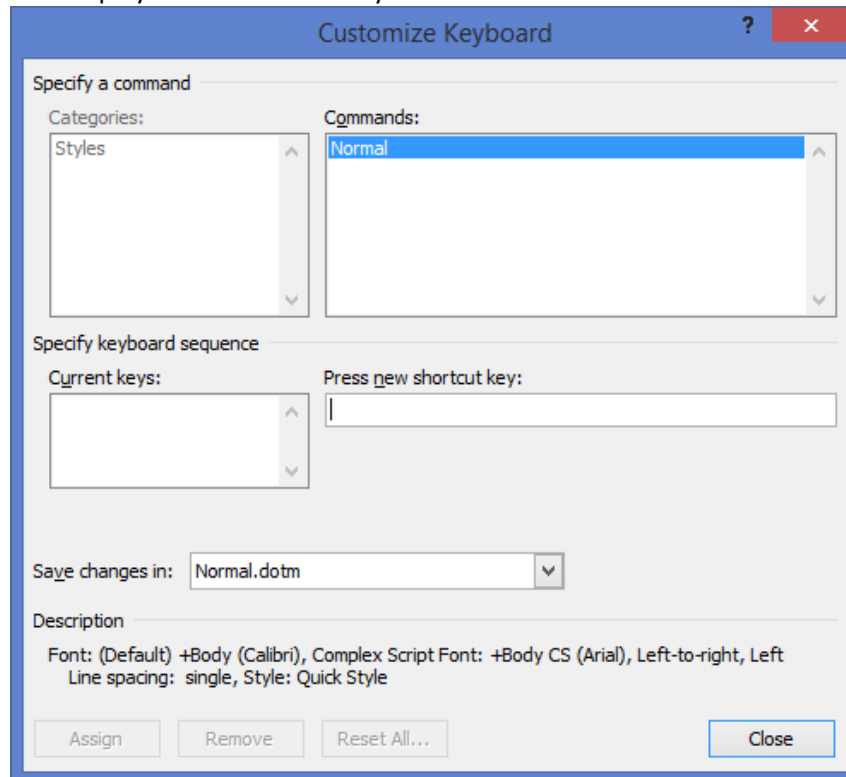 Customize Keyboard
? ×
Specify a command
Categories: Commands:
Styles Normal
Specify keyboard sequence
Current keys: Press new shortcut key:
Save changes in: Normal.dotm
Description
Font: (Default) +Body (Calibri), Complex Script Font: +Body CS (Arial), Left-to-right, Left
Line spacing: single, Style: Quick Style
Assign Remove Reset All... Close